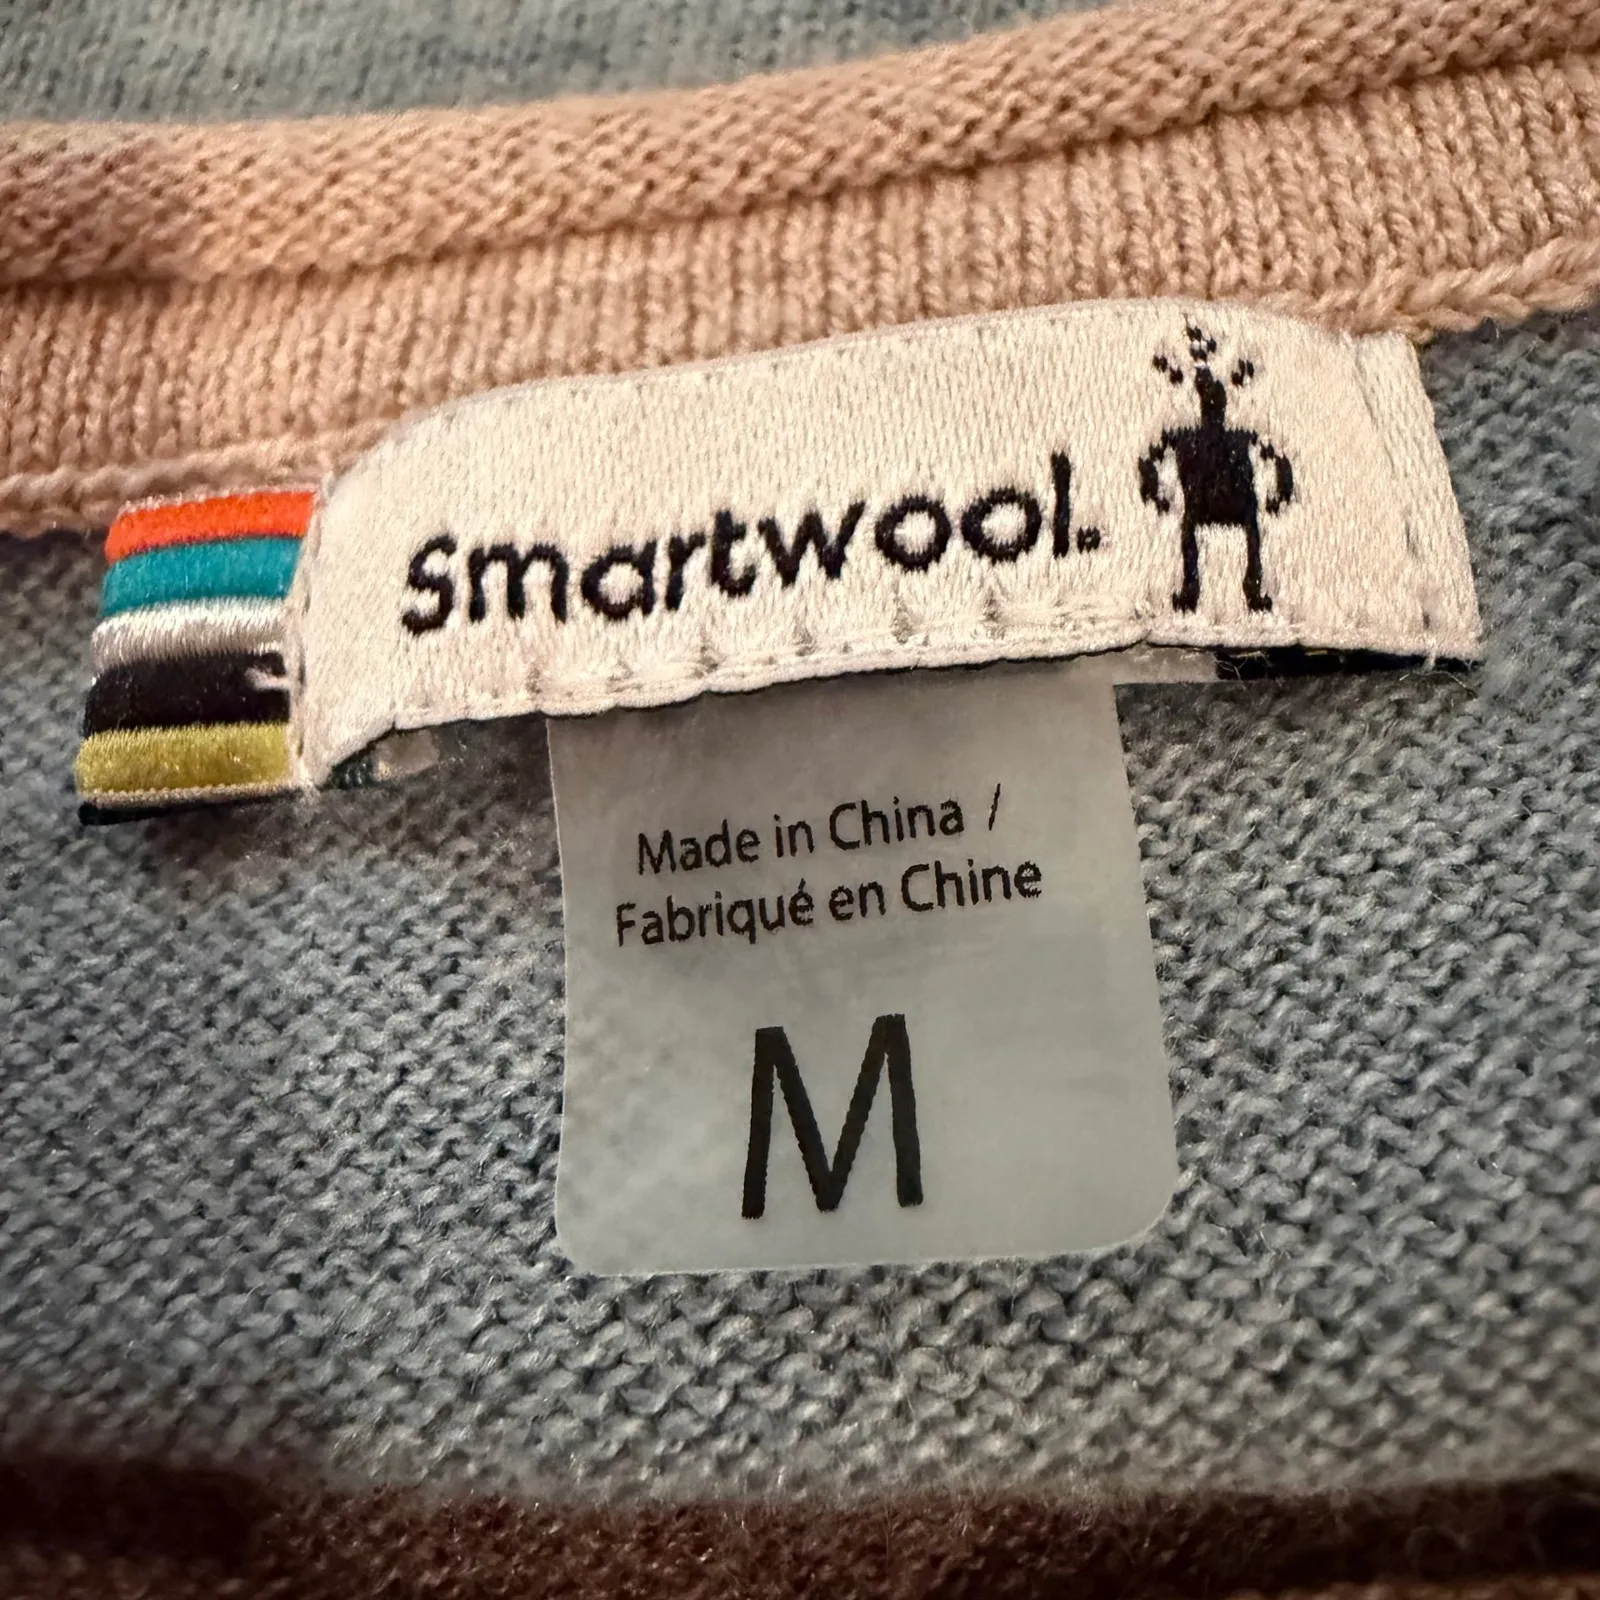 smartwool.
Made in China /
Fabriqué en Chine
M